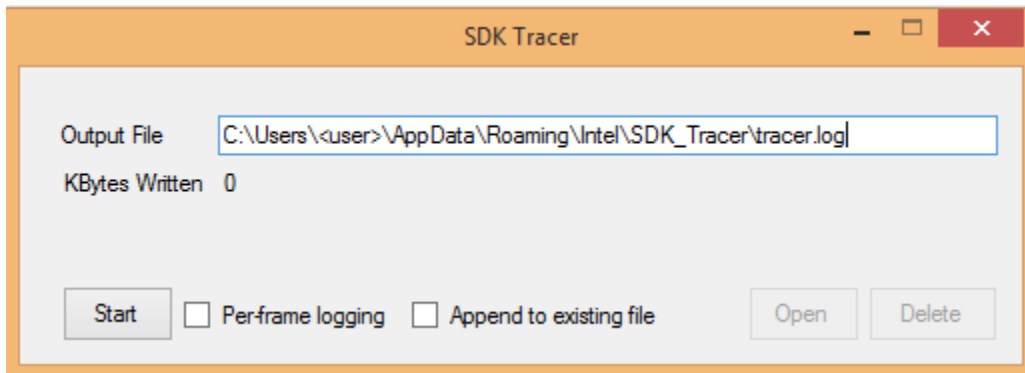 SDK Tracer
Output File C:\Users\<user>\AppData\Roaming\Intel\SDK_Tracer\tracer.log
KBytes Written 0
Start Per-frame logging Append to existing file Open Delete